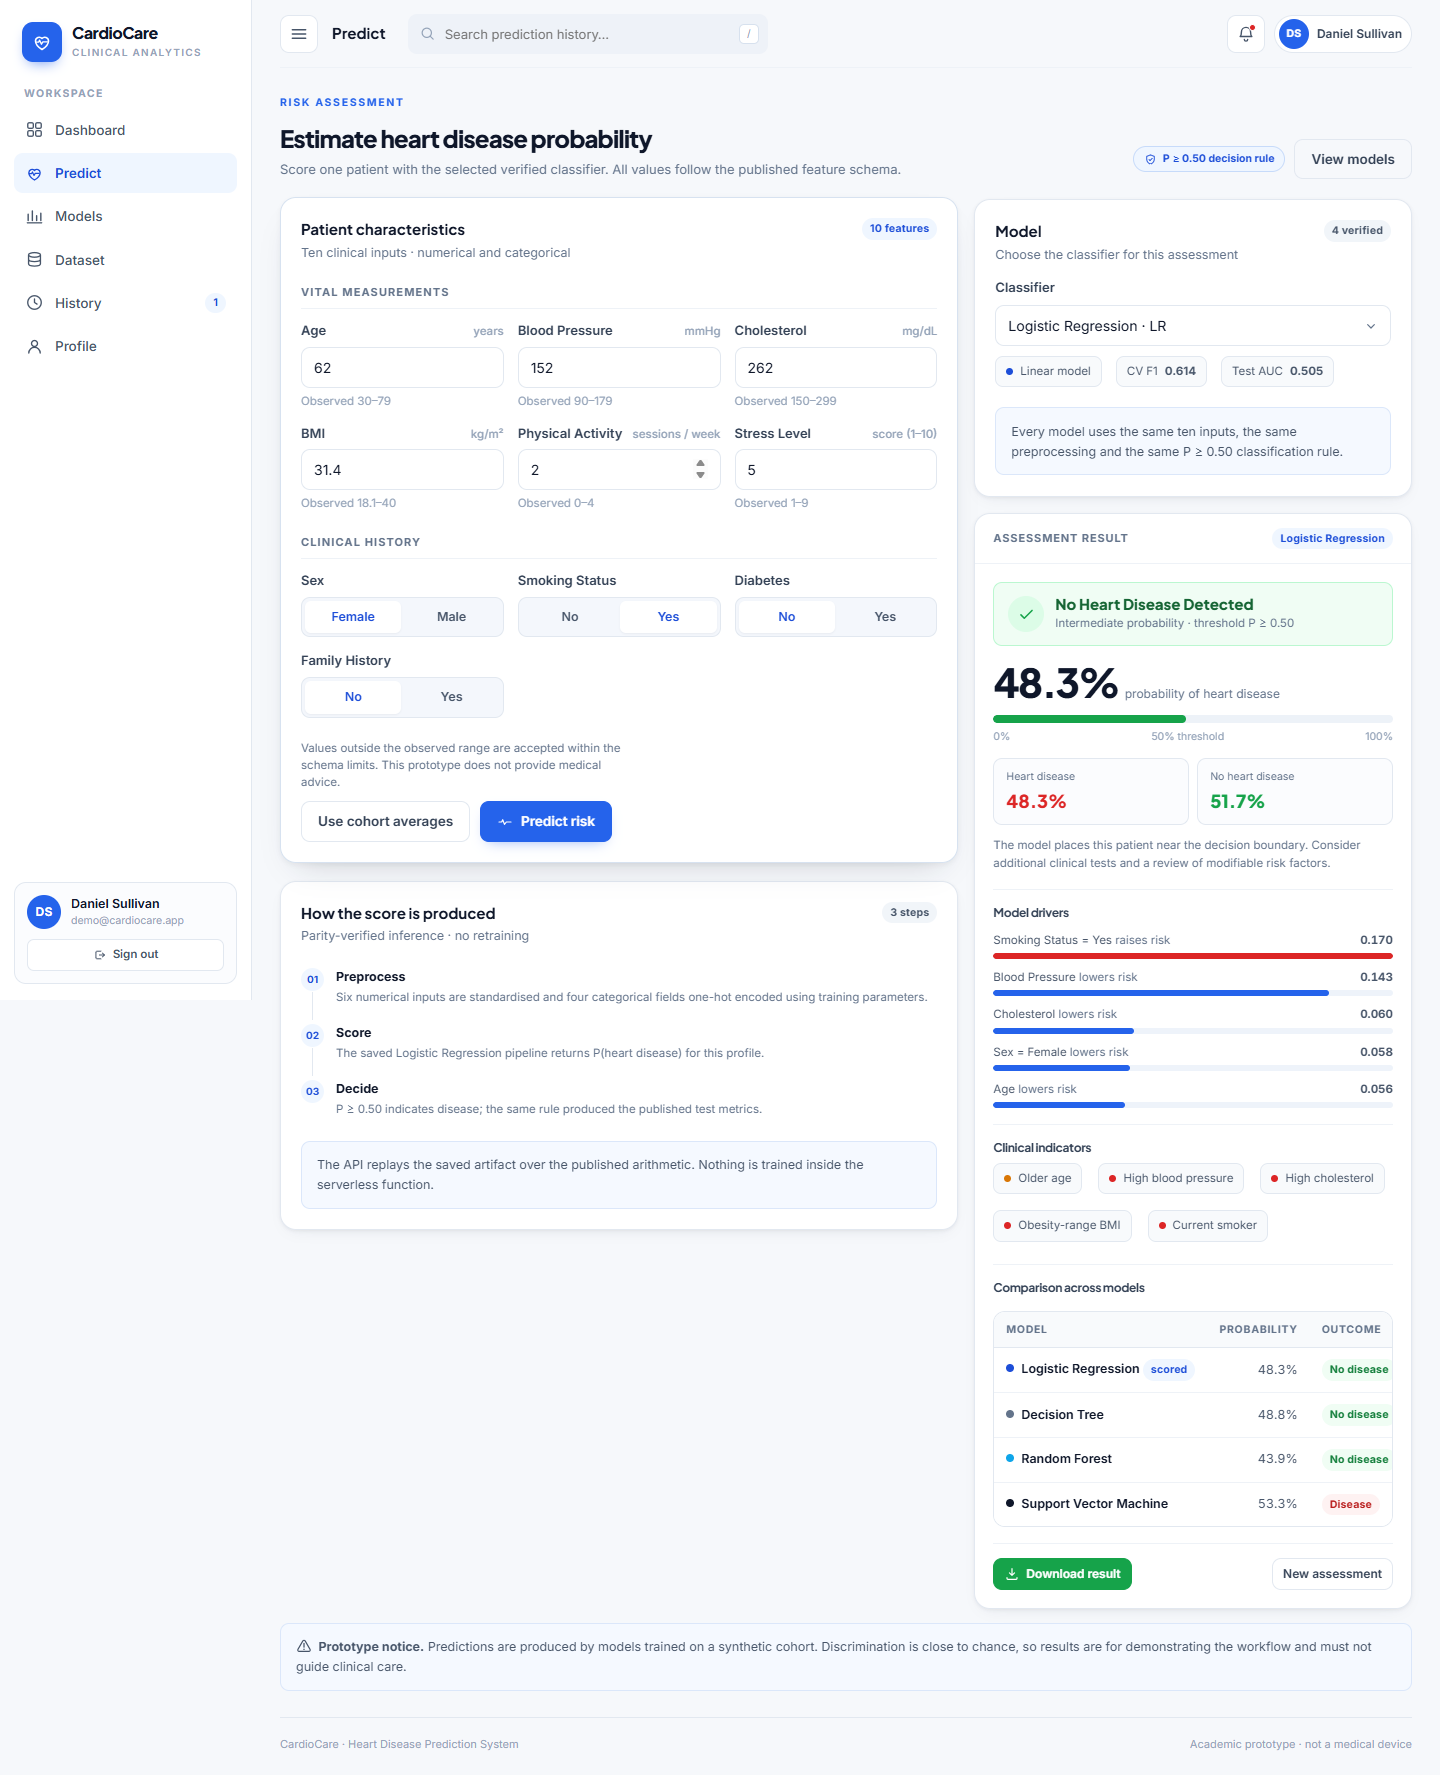 CardioCare
CLINICAL ANALYTICS
WORKSPACE
Dashboard
Predict
Models
Dataset
History 1
Profile
DS Daniel Sullivan
demo@cardiocare.app
Sign out
Predict
Search prediction history... /
DS Daniel Sullivan
RISK ASSESSMENT
Estimate heart disease probability
Score one patient with the selected verified classifier. All values follow the published feature schema.
P ≥ 0.50 decision rule
View models
Patient characteristics 10 features
Ten clinical inputs · numerical and categorical
VITAL MEASUREMENTS
Age years Blood Pressure mmHg Cholesterol mg/dL
62 152 262
Observed 30–79 Observed 90–179 Observed 150–299
BMI kg/m² Physical Activity sessions / week Stress Level score (1–10)
31.4 2 5
Observed 18.1–40 Observed 0–4 Observed 1–9
CLINICAL HISTORY
Sex Smoking Status Diabetes
Female Male No Yes No Yes
Family History
No Yes
Values outside the observed range are accepted within the
schema limits. This prototype does not provide medical
advice.
Use cohort averages Predict risk
How the score is produced 3 steps
Parity-verified inference · no retraining
01 Preprocess
Six numerical inputs are standardised and four categorical fields one-hot encoded using training parameters.
02 Score
The saved Logistic Regression pipeline returns P(heart disease) for this profile.
03 Decide
P ≥ 0.50 indicates disease; the same rule produced the published test metrics.
The API replays the saved artifact over the published arithmetic. Nothing is trained inside the
serverless function.
Model 4 verified
Choose the classifier for this assessment
Classifier
Logistic Regression · LR
Linear model CV F1 0.614 Test AUC 0.505
Every model uses the same ten inputs, the same
preprocessing and the same P ≥ 0.50 classification rule.
ASSESSMENT RESULT Logistic Regression
No Heart Disease Detected
Intermediate probability · threshold P ≥ 0.50
48.3% probability of heart disease
0% 50% threshold 100%
Heart disease No heart disease
48.3% 51.7%
The model places this patient near the decision boundary. Consider
additional clinical tests and a review of modifiable risk factors.
Model drivers
Smoking Status = Yes raises risk 0.170
Blood Pressure lowers risk 0.143
Cholesterol lowers risk 0.060
Sex = Female lowers risk 0.058
Age lowers risk 0.056
Clinical indicators
Older age High blood pressure High cholesterol
Obesity-range BMI Current smoker
Comparison across models
MODEL PROBABILITY OUTCOME
Logistic Regression scored 48.3% No disease
Decision Tree 48.8% No disease
Random Forest 43.9% No disease
Support Vector Machine 53.3% Disease
Download result New assessment
Prototype notice. Predictions are produced by models trained on a synthetic cohort. Discrimination is close to chance, so results are for demonstrating the workflow and must not
guide clinical care.
CardioCare · Heart Disease Prediction System Academic prototype · not a medical device